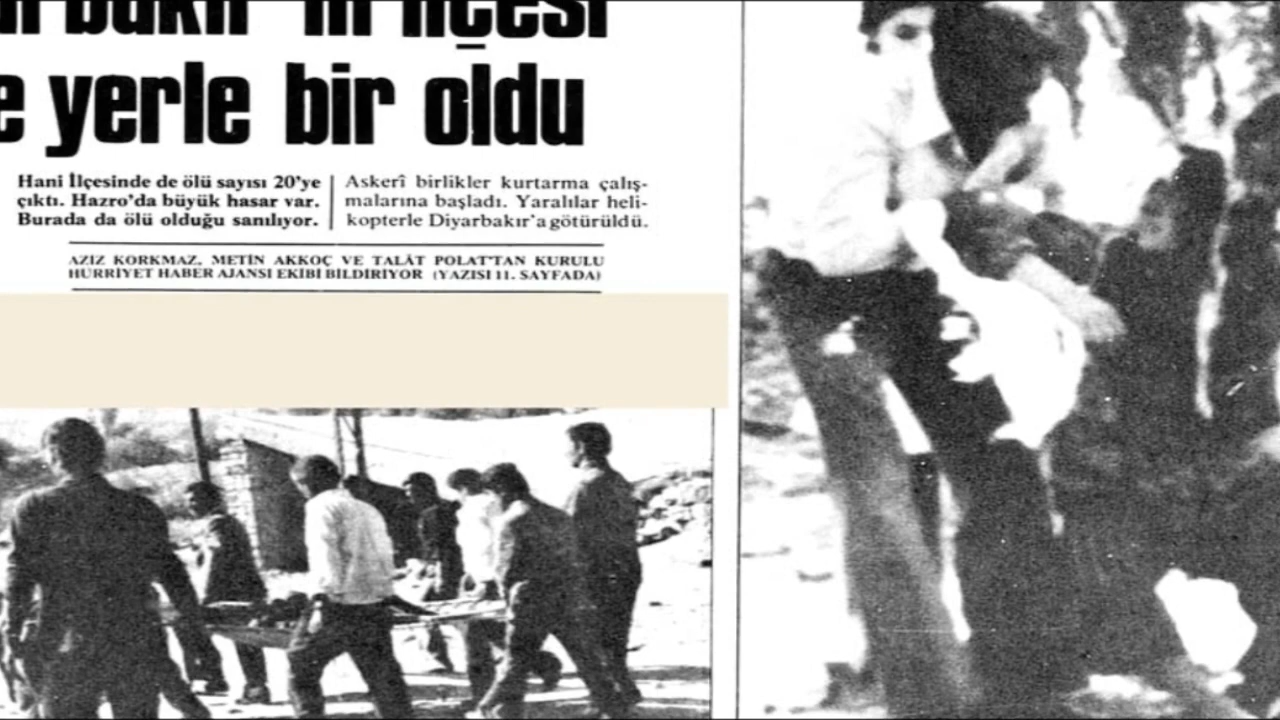 e yerle bir oldu
Hani İlçesinde de ölü sayısı 20'ye
çıktı. Hazro'da büyük hasar var.
Burada da ölü olduğu sanılıyor.
Askerî birlikler kurtarma çalış-
malarına başladı. Yaralılar heli-
kopterle Diyarbakır'a götürüldü.
AZİZ KORKMAZ, METİN AKKOÇ VE TALÂT POLAT'TAN KURULU
HÜRRİYET HABER AJANSI EKİBİ BİLDİRİYOR (YAZISI 11. SAYFADA)